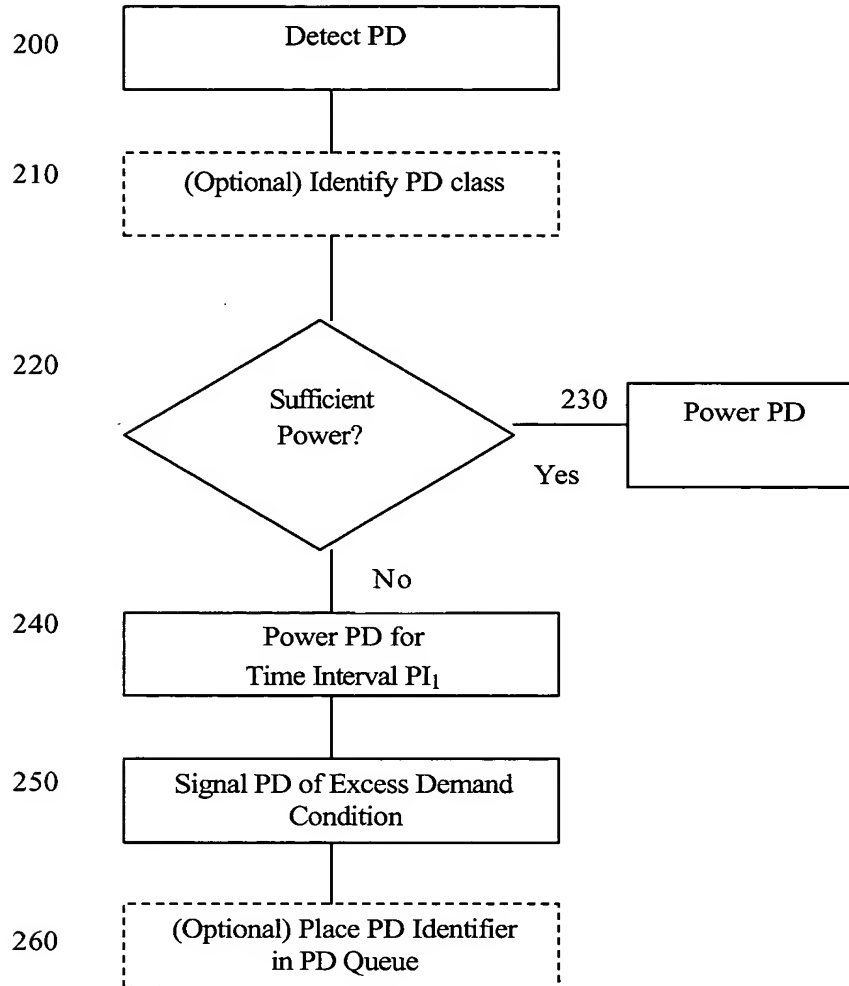 200
Detect PD
210
(Optional) Identify PD class
220
Sufficient
Power?
230
Power PD
Yes
No
240
Power PD for
Time Interval PI₁
250
Signal PD of Excess Demand
Condition
260
(Optional) Place PD Identifier
in PD Queue